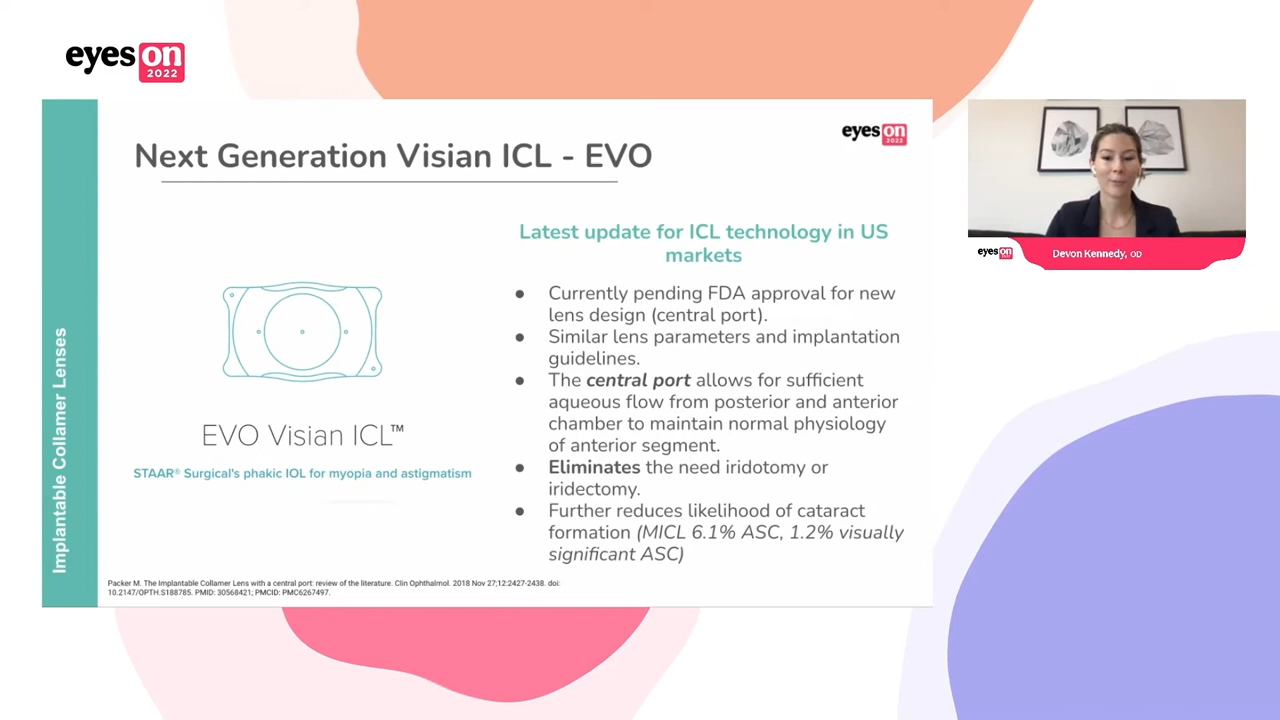 eyes on
2022
Implantable Collamer Lenses
Next Generation Visian ICL - EVO
eyes on
2022
EVO Visian ICL™
STAAR® Surgical's phakic IOL for myopia and astigmatism
Latest update for ICL technology in US
markets
● Currently pending FDA approval for new
lens design (central port).
● Similar lens parameters and implantation
guidelines.
● The central port allows for sufficient
aqueous flow from posterior and anterior
chamber to maintain normal physiology
of anterior segment.
● Eliminates the need iridotomy or
iridectomy.
● Further reduces likelihood of cataract
formation (MICL 6.1% ASC, 1.2% visually
significant ASC)
Packer M. The Implantable Collamer Lens with a central port: review of the literature. Clin Ophthalmol. 2018 Nov 27;12:2427-2438. doi:
10.2147/OPTH.S188785. PMID: 30568421; PMCID: PMC6267497.
eyes on
Devon Kennedy, OD